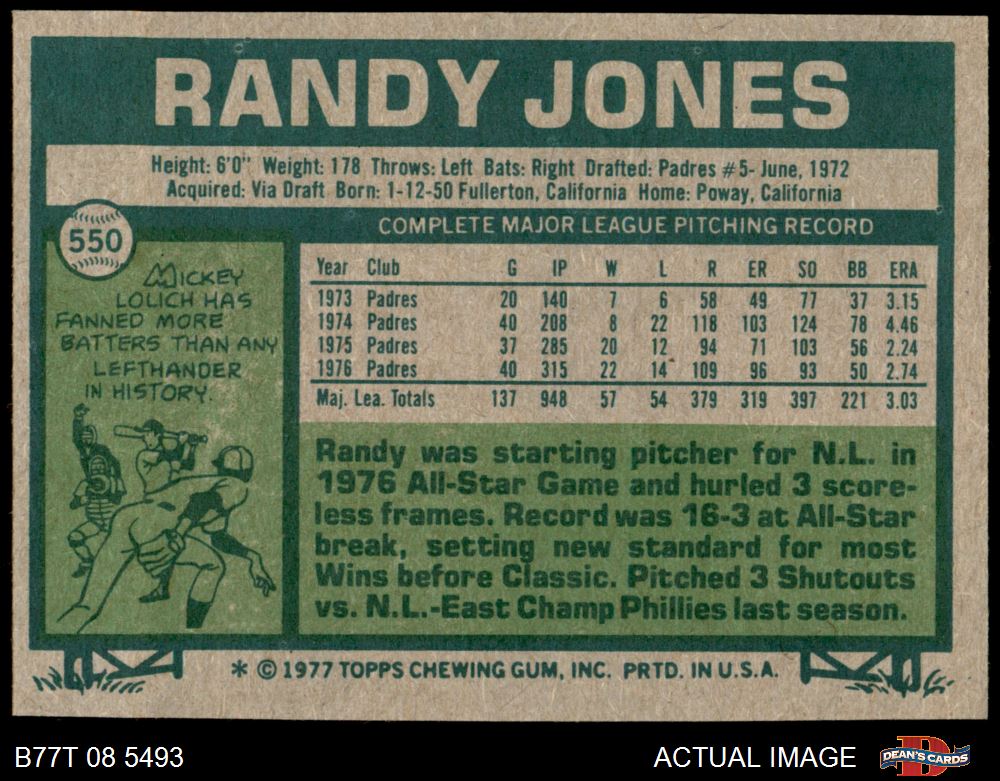 RANDY JONES
Height: 6'0" Weight: 178 Throws: Left Bats: Right Drafted: Padres #5- June, 1972
Acquired: Via Draft Born: 1-12-50 Fullerton, California Home: Poway, California
550
MICKEY
LOLICH HAS
FANNED MORE
BATTERS THAN ANY
LEFTHANDER
IN HISTORY.
COMPLETE MAJOR LEAGUE PITCHING RECORD
Year Club G IP W L R ER SO BB ERA
1973 Padres 20 140 7 6 58 49 77 37 3.15
1974 Padres 40 208 8 22 118 103 124 78 4.46
1975 Padres 37 285 20 12 94 71 103 56 2.24
1976 Padres 40 315 22 14 109 96 93 50 2.74
Maj. Lea. Totals 137 948 57 54 379 319 397 221 3.03
Randy was starting pitcher for N.L. in
1976 All-Star Game and hurled 3 score-
less frames. Record was 16-3 at All-Star
break, setting new standard for most
Wins before Classic. Pitched 3 Shutouts
vs. N.L.-East Champ Phillies last season.
* © 1977 TOPPS CHEWING GUM, INC. PRTD. IN U.S.A.
B77T 08 5493
ACTUAL IMAGE
D
DEAN'S CARDS